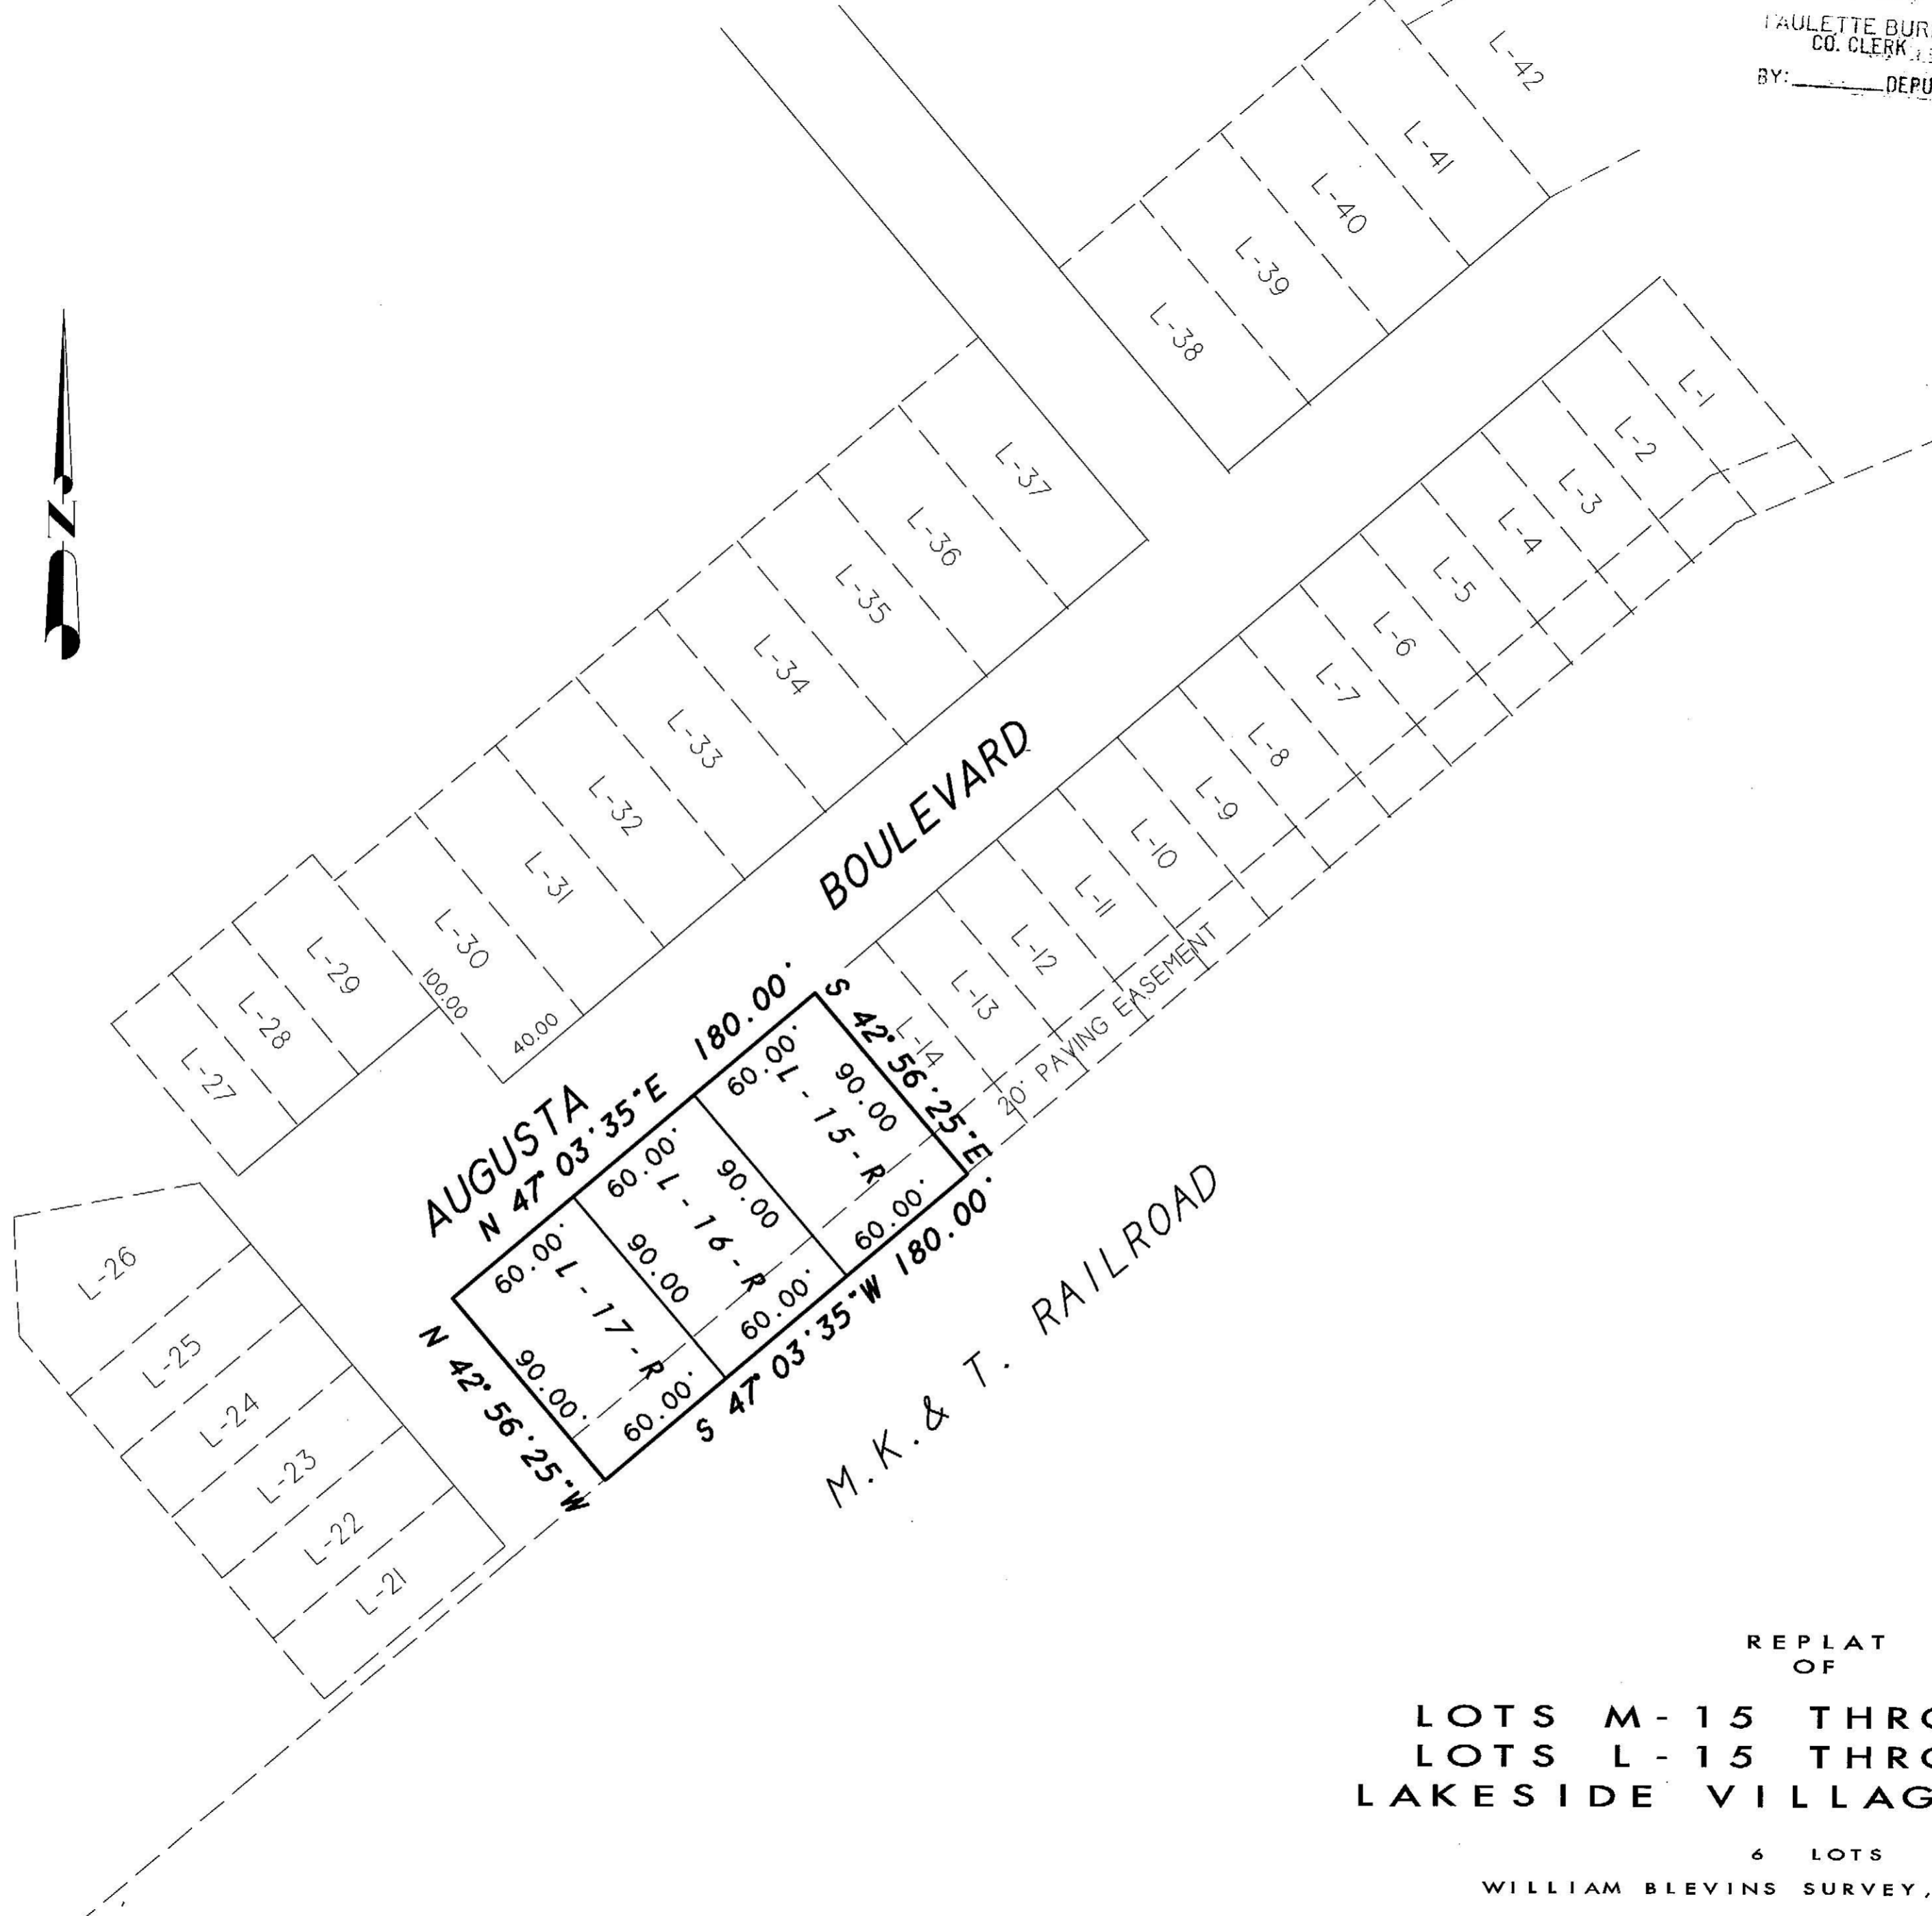 PAULETTE BUR
CO. CLERK
BY: DEPU
L-42
L-41
L-40
L-39
L-38
L-1
L-2
L-3
L-4
L-5
L-6
L-7
L-8
L-9
L-10
L-11
L-12
L-13
L-14
20' PAVING EASEMENT
L-37
L-36
L-35
L-34
L-33
L-32
L-31
L-30
100.00
40.00
L-29
L-28
L-27
N
AUGUSTA
BOULEVARD
N 47° 03' 35" E 180.00'
S 42° 56' 25" E
60.00'
L-15-R
90.00
60.00'
60.00'
L-16-R
90.00
60.00'
60.00'
L-17-R
90.00
60.00'
90.00'
S 47° 03' 35" W 180.00'
N 42° 56' 25" W
M. K. & T. RAILROAD
L-26
L-25
L-24
L-23
L-22
L-21
REPLAT
OF
LOTS M-15 THRO
LOTS L-15 THRO
LAKESIDE VILLAG
6 LOTS
WILLIAM BLEVINS SURVEY,